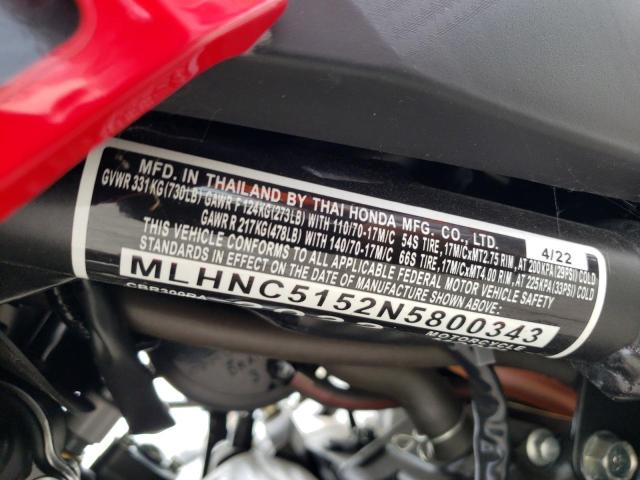 MFD. IN THAILAND BY THAI HONDA MFG. CO., LTD. 4/22
GVWR 331KG(730LB) GAWR F 124KG(273LB) WITH 110/70-17M/C 54S TIRE, 17M/CxMT2.75 RIM, AT 200KPA(29PSI) COLD
GAWR R 217KG(478LB) WITH 140/70-17M/C 66S TIRE, 17M/CxMT4.00 RIM, AT 225KPA(33PSI) COLD
THIS VEHICLE CONFORMS TO ALL APPLICABLE FEDERAL MOTOR VEHICLE SAFETY
STANDARDS IN EFFECT ON THE DATE OF MANUFACTURE SHOWN ABOVE:
MLHNC5152N5800343
CBR300RA MOTORCYCLE